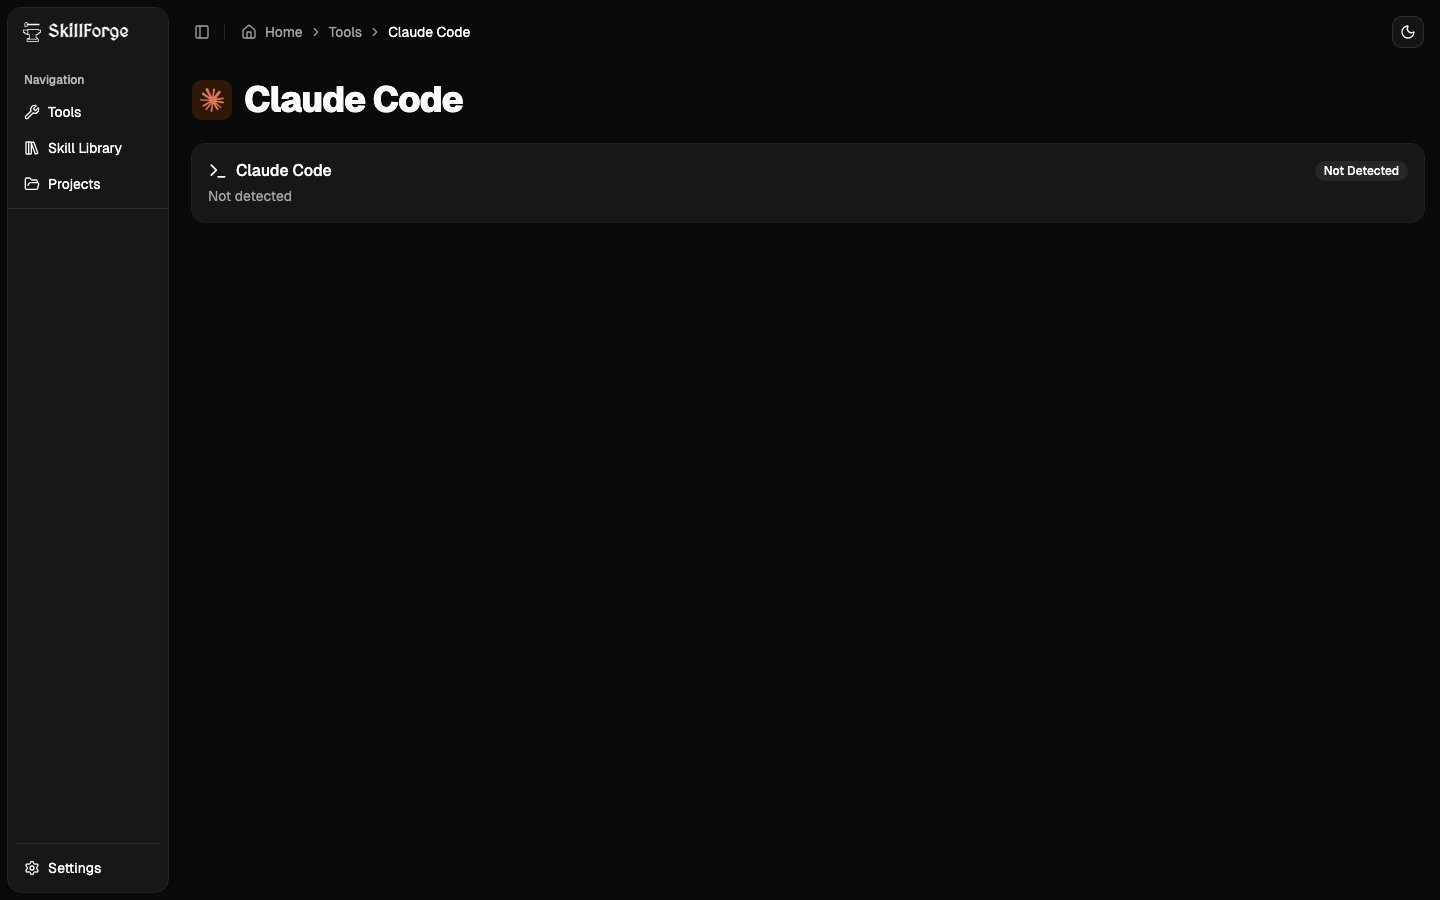 SkillForge
Navigation
Tools
Skill Library
Projects
Settings
Home > Tools > Claude Code
Claude Code
Claude Code
Not Detected
Not detected